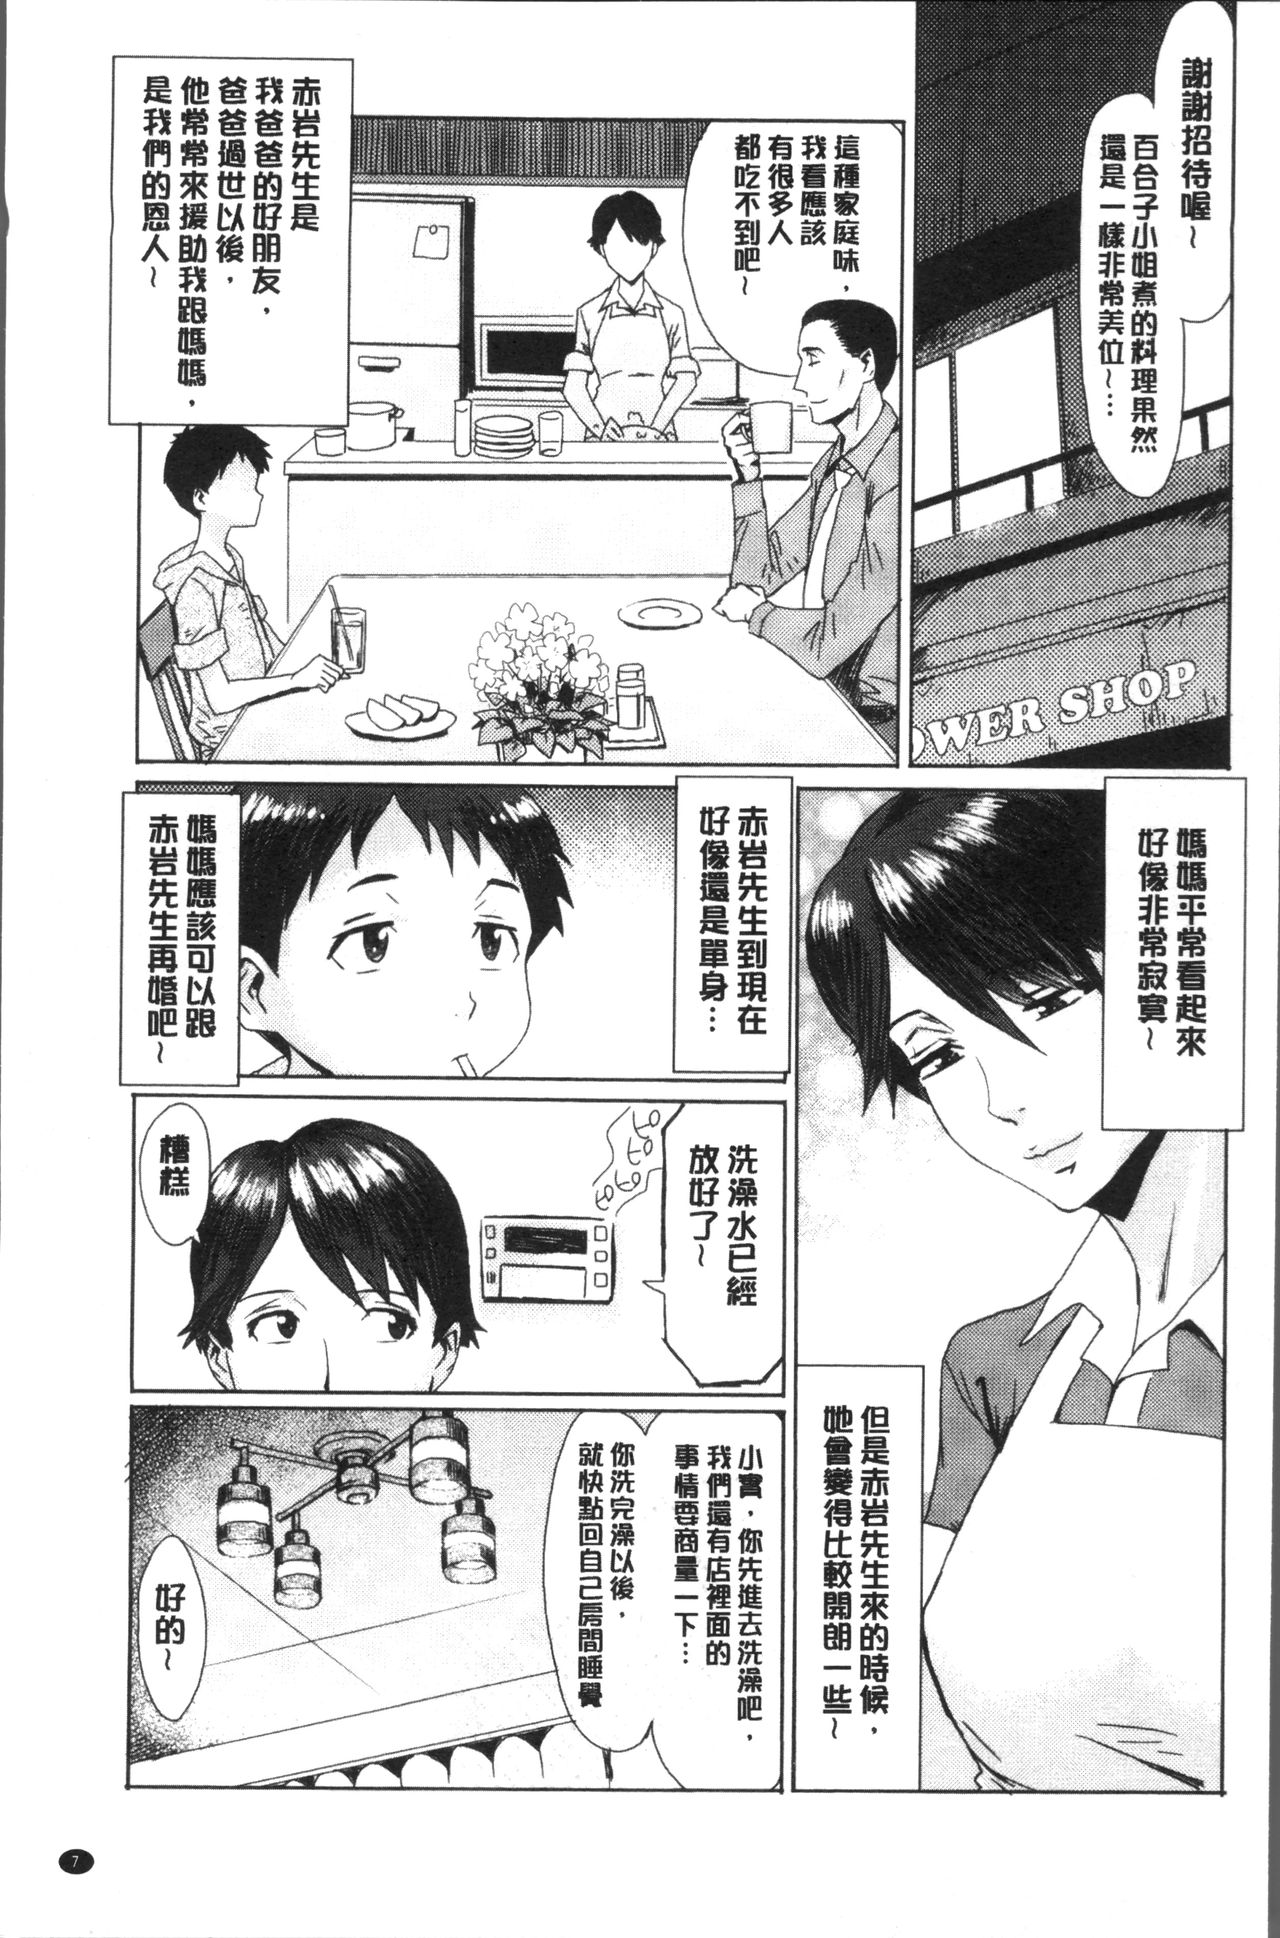 謝謝招待喔~
百合子小姐煮的料理果然
還是一樣非常美位~…
OWER SHOP
這種家庭味，
我看應該
有很多人
都吃不到吧~
赤岩先生是
我爸爸的好朋友，
爸爸過世以後，
他常常來援助我跟媽媽，
是我們的恩人~
媽媽平常看起來
好像非常寂寞~
但是赤岩先生來的時候，
她會變得比較開朗一些~
赤岩先生到現在
好像還是單身…
媽媽應該可以跟
赤岩先生再婚吧~
洗澡水已經
放好了~
糟糕
小實，你先進去洗澡吧，
我們還有店裡面的
事情要商量一下…
你洗完澡以後，
就快點回自己房間睡覺
好的~
7